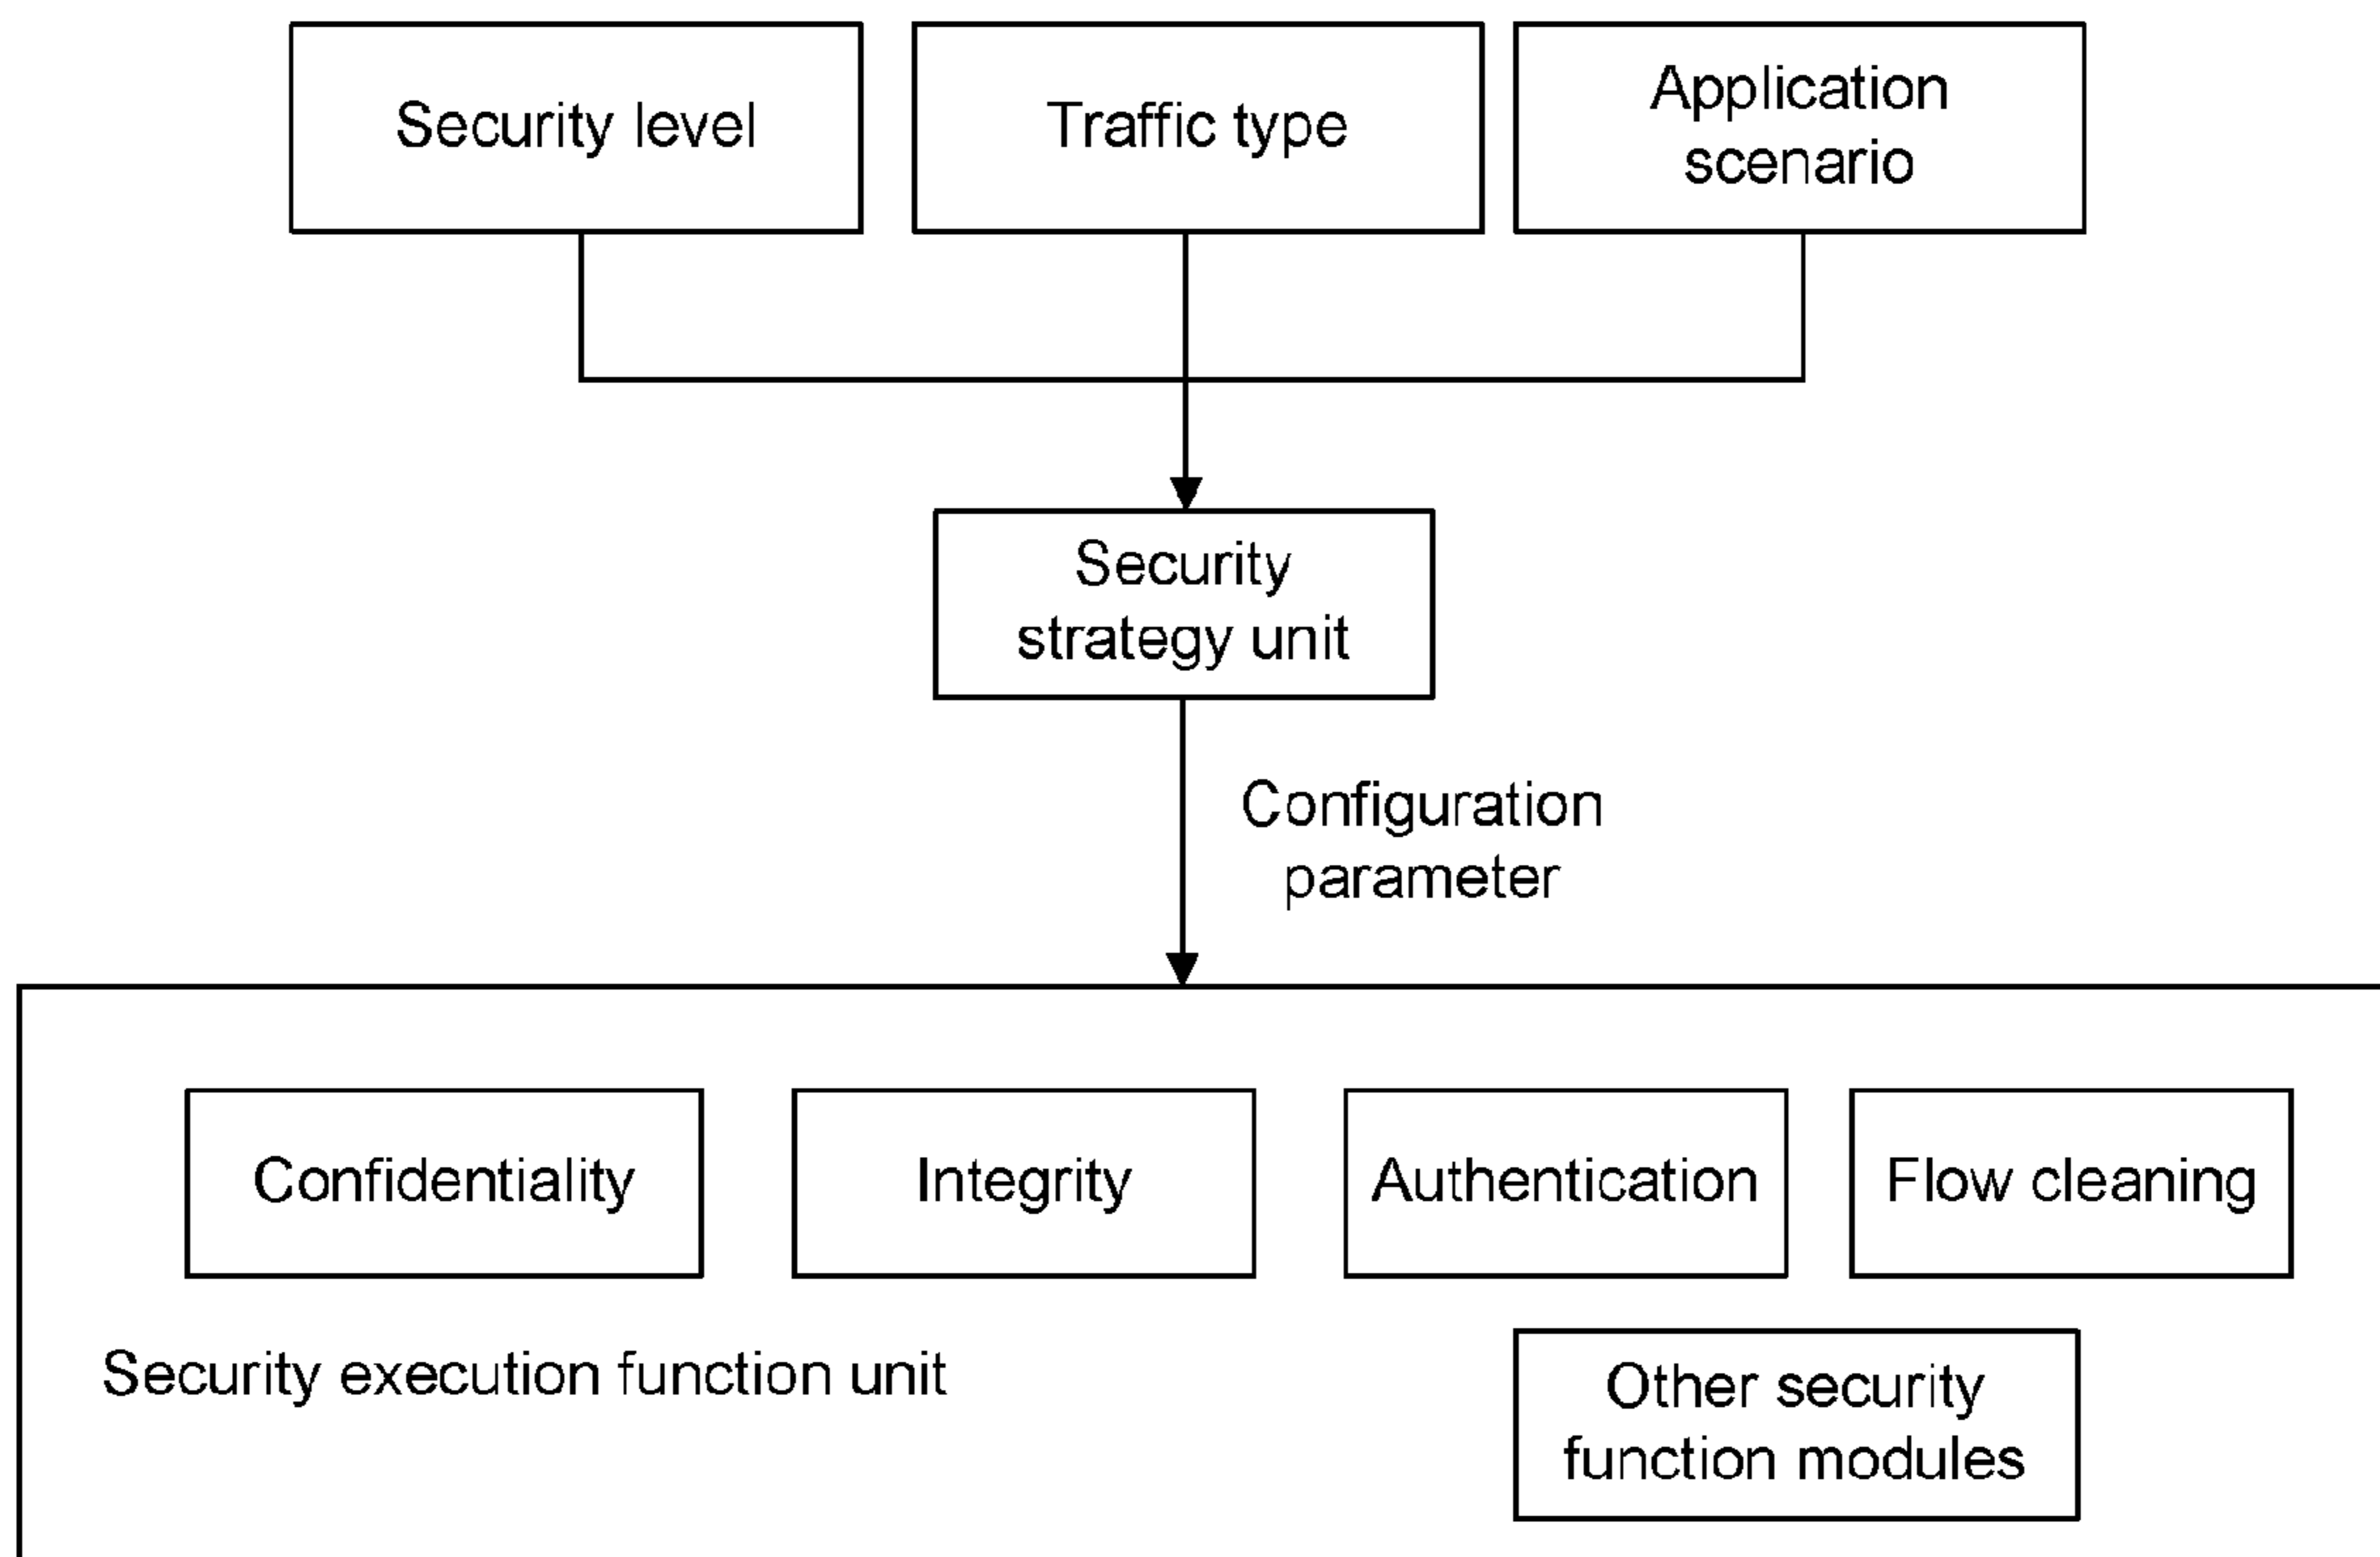 Security level
Traffic type
Application
scenario
Security
strategy unit
Configuration
parameter
Confidentiality
Integrity
Authentication
Flow cleaning
Security execution function unit
Other security
function modules